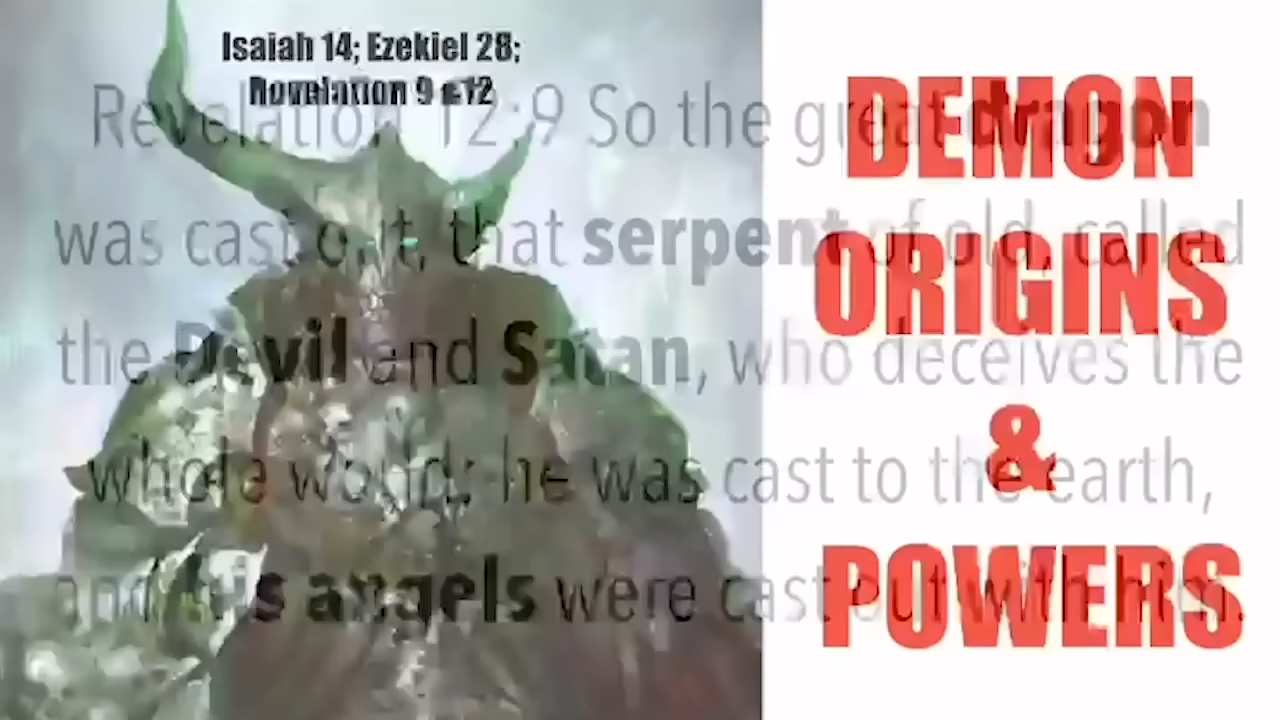 Isaiah 14; Ezekiel 28;
Revelation 9 & 12
DEMON
ORIGINS
&
POWERS
Revelation 12:9 So the great dragon
was cast out, that serpent of old, called
the Devil and Satan, who deceives the
whole world; he was cast to the earth,
and his angels were cast out with him.